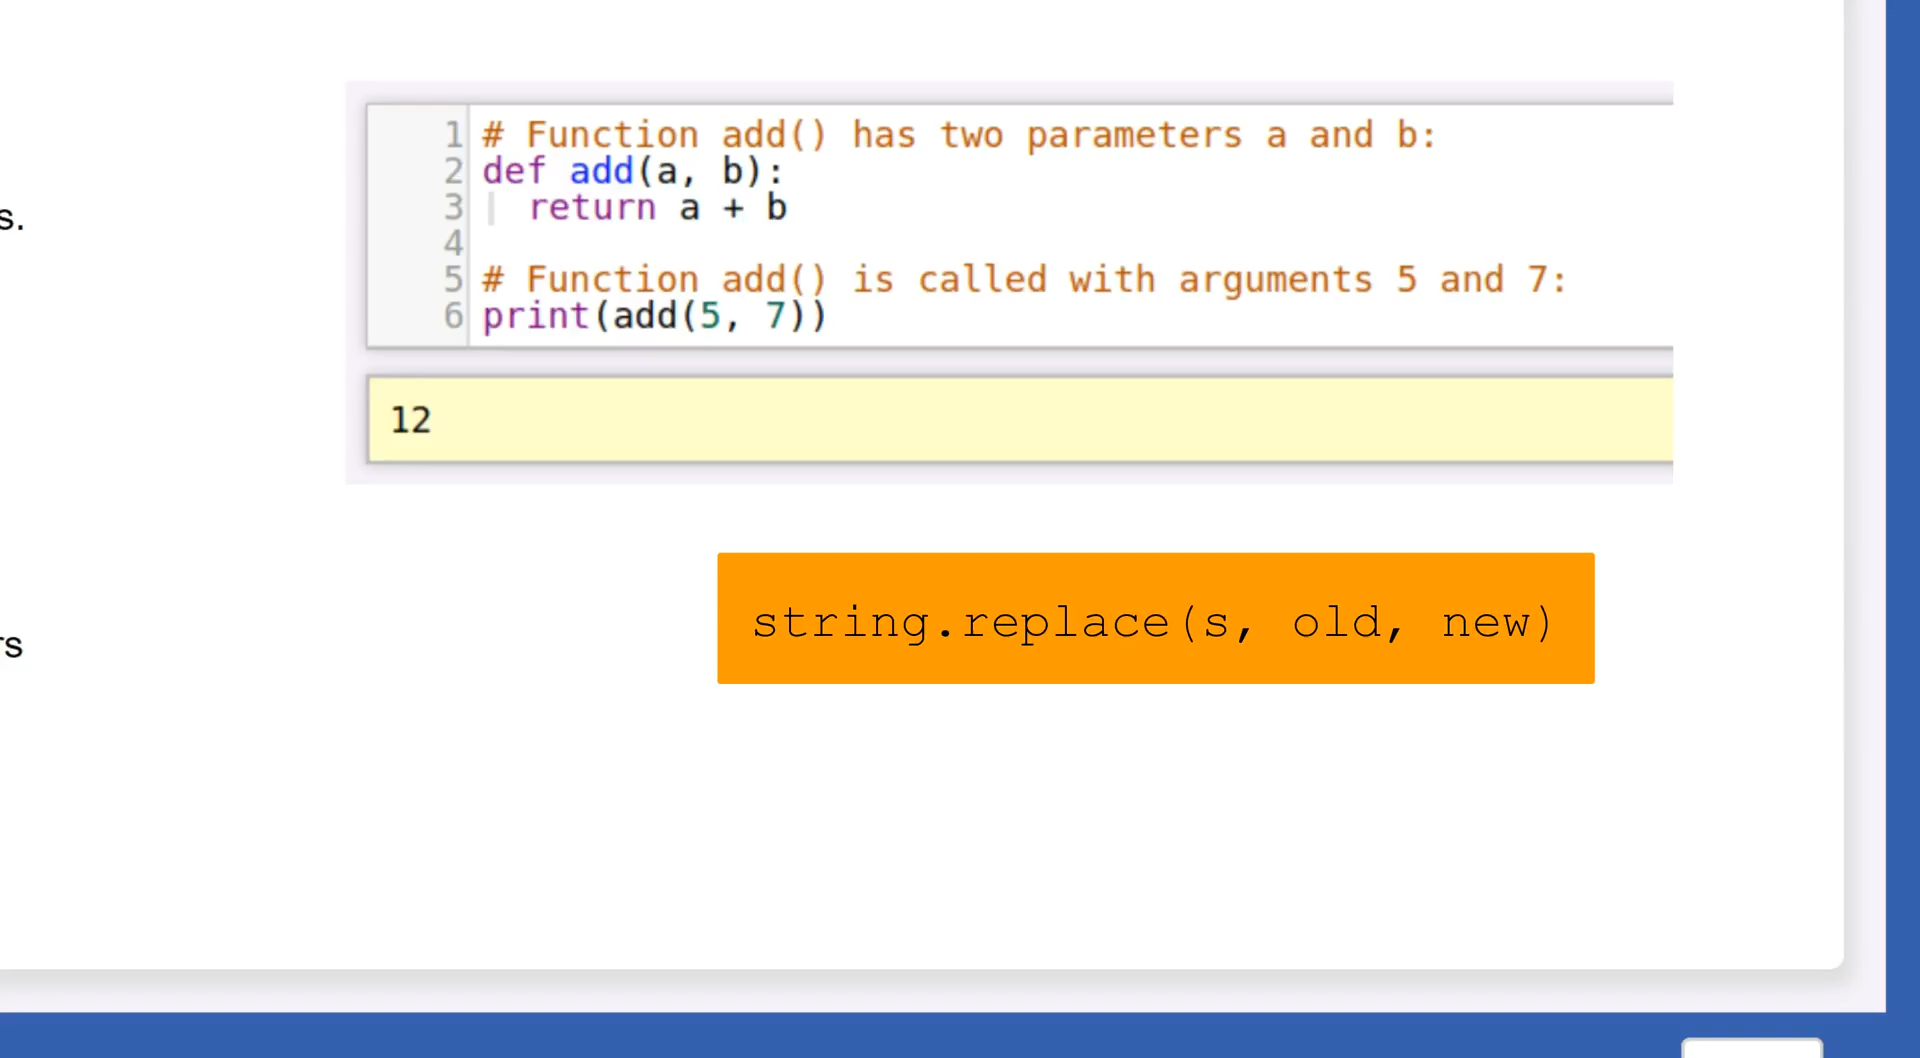 1 # Function add() has two parameters a and b:
2 def add(a, b):
3   return a + b
4
5 # Function add() is called with arguments 5 and 7:
6 print(add(5, 7))
s.
12
string.replace(s, old, new)
rs